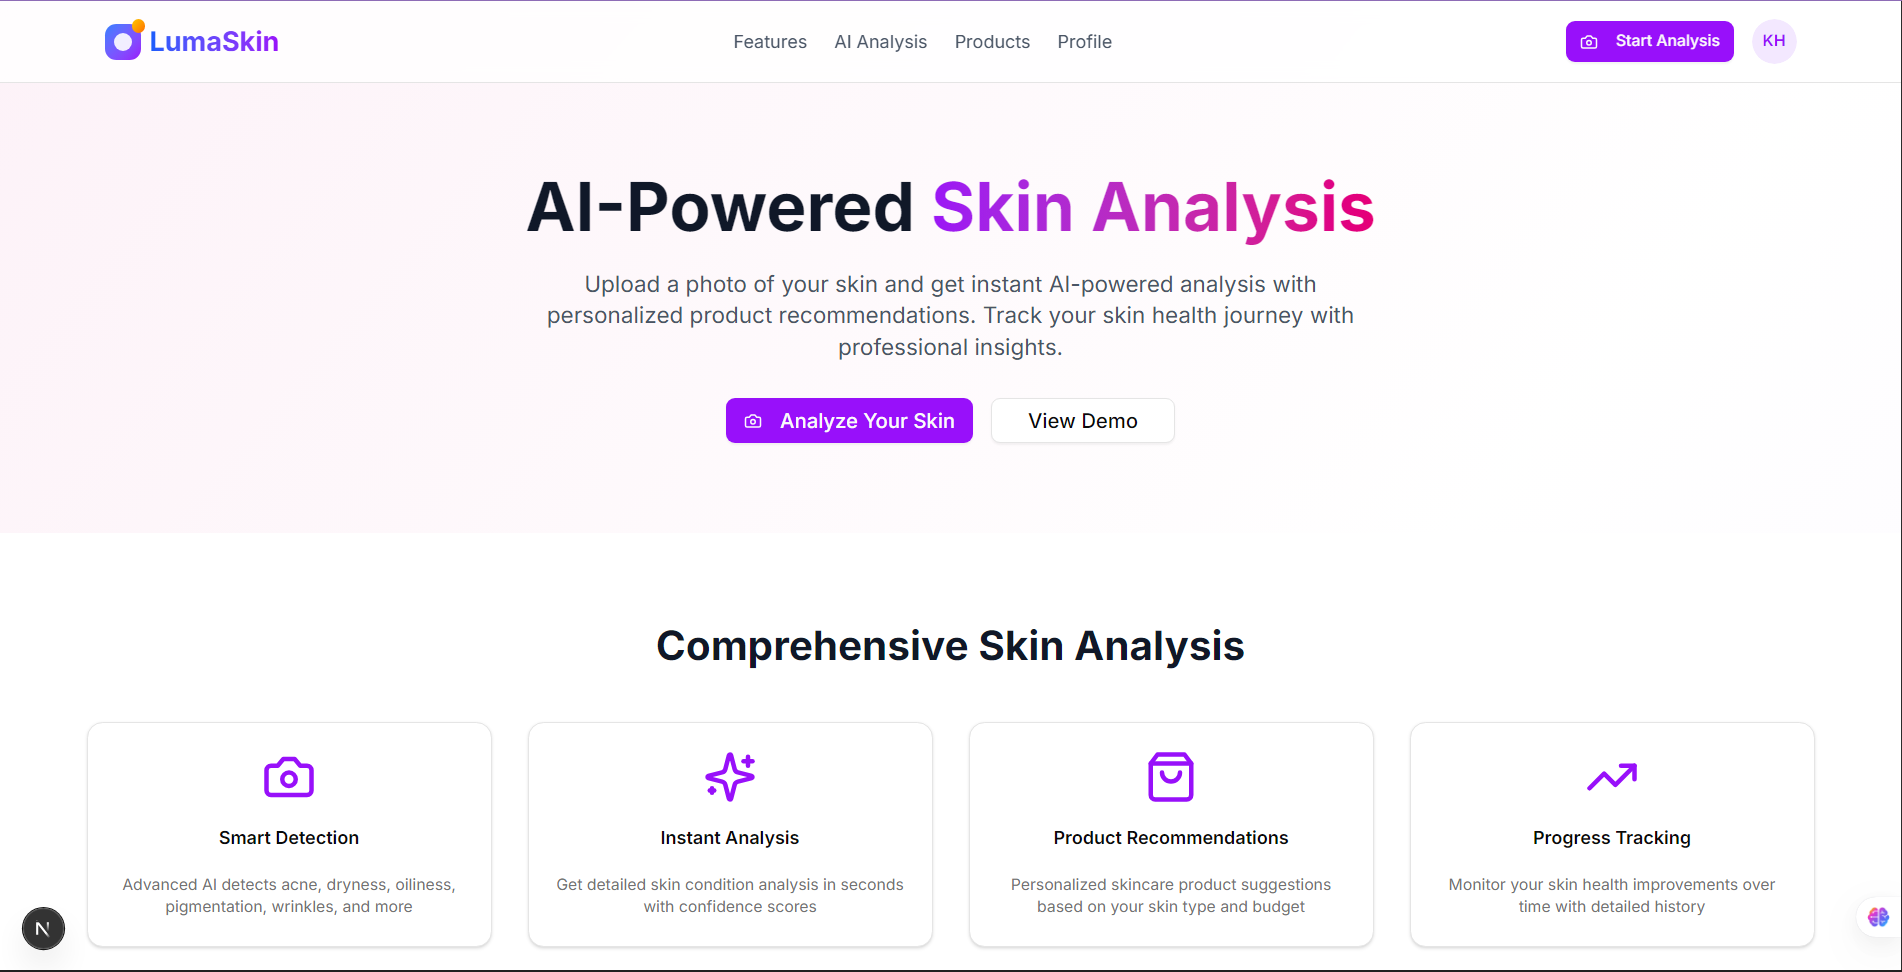 LumaSkin
Features AI Analysis Products Profile
Start Analysis
KH
AI-Powered Skin Analysis
Upload a photo of your skin and get instant AI-powered analysis with
personalized product recommendations. Track your skin health journey with
professional insights.
Analyze Your Skin
View Demo
Comprehensive Skin Analysis
Smart Detection
Advanced AI detects acne, dryness, oiliness,
pigmentation, wrinkles, and more
Instant Analysis
Get detailed skin condition analysis in seconds
with confidence scores
Product Recommendations
Personalized skincare product suggestions
based on your skin type and budget
Progress Tracking
Monitor your skin health improvements over
time with detailed history
N